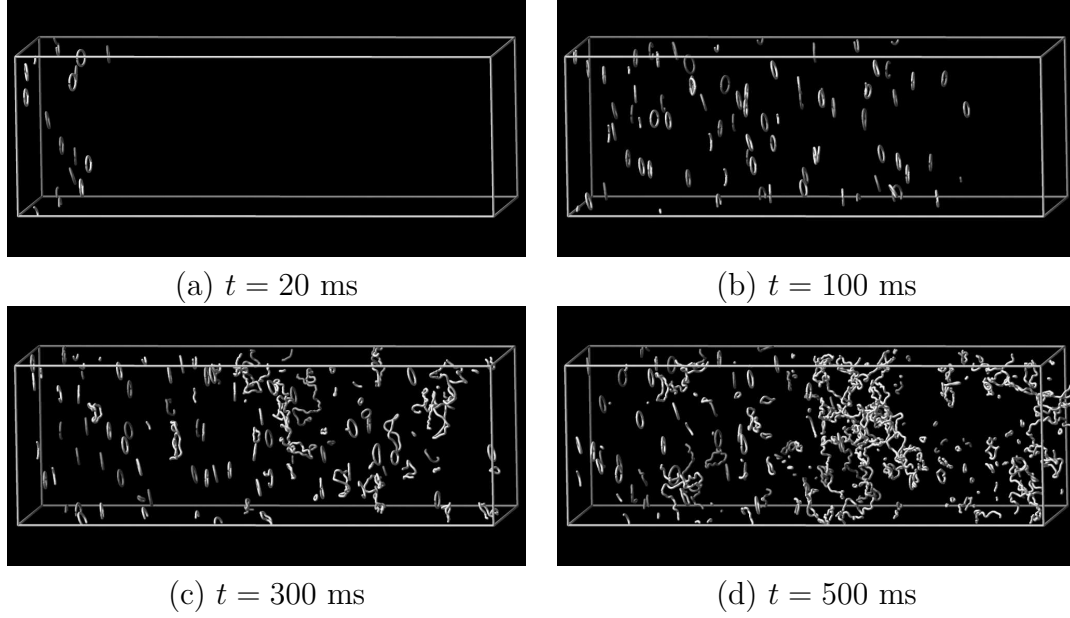 (a) t = 20 ms
(b) t = 100 ms
(c) t = 300 ms
(d) t = 500 ms